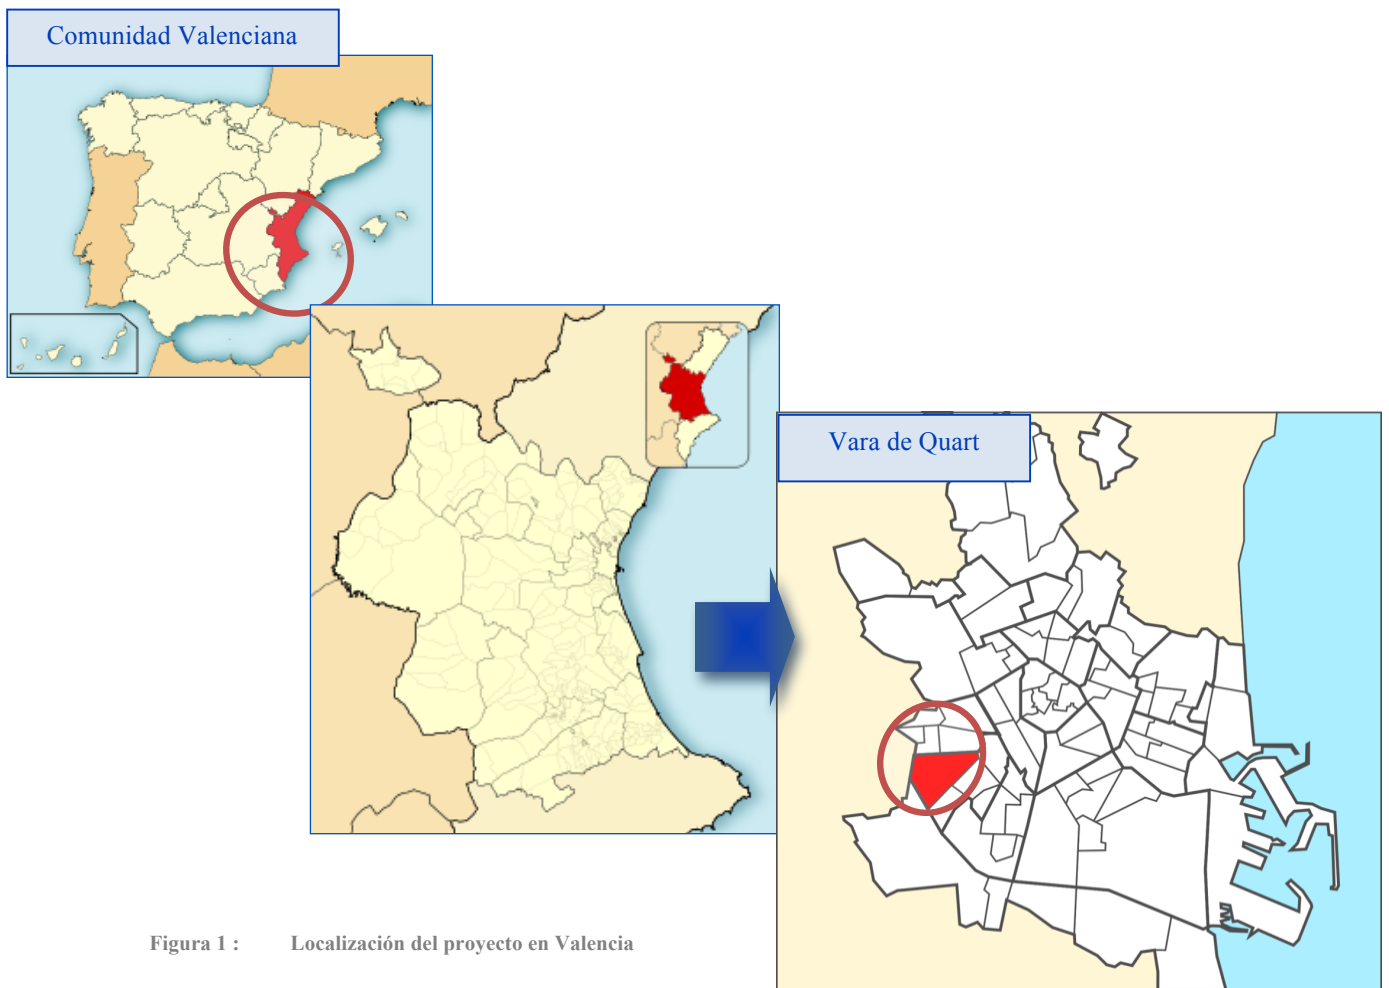 Comunidad Valenciana
Vara de Quart
Figura 1 : Localización del proyecto en Valencia